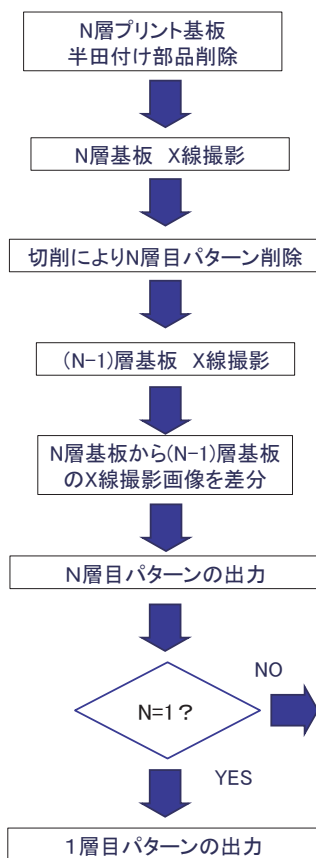 N層プリント基板
半田付け部品削除
N層基板 X線撮影
切削によりN層目パターン削除
(N-1)層基板 X線撮影
N層基板から(N-1)層基板
のX線撮影画像を差分
N層目パターンの出力
N=1？
NO
YES
1層目パターンの出力